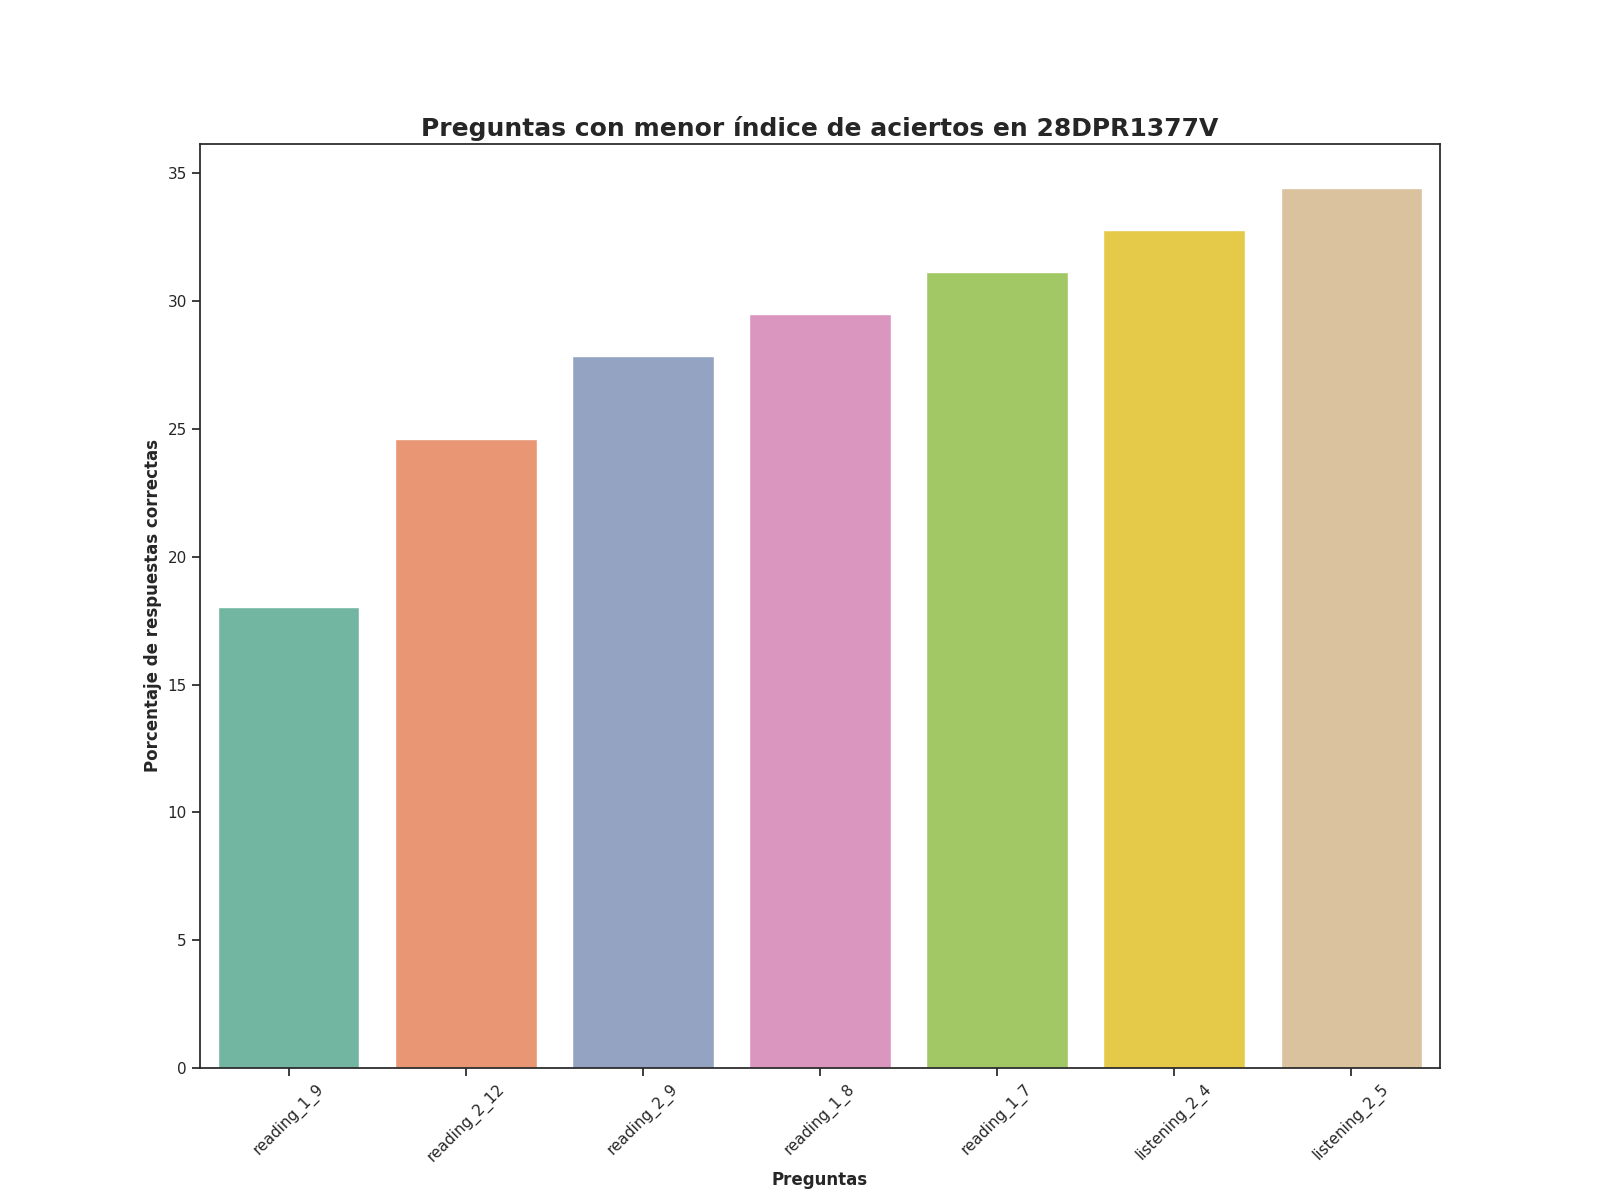 Preguntas con menor índice de aciertos en 28DPR1377V
Porcentaje de respuestas correctas
35
30
25
20
15
10
5
0
reading_1_9
reading_2_12
reading_2_9
reading_1_8
reading_1_7
listening_2_4
listening_2_5
Preguntas